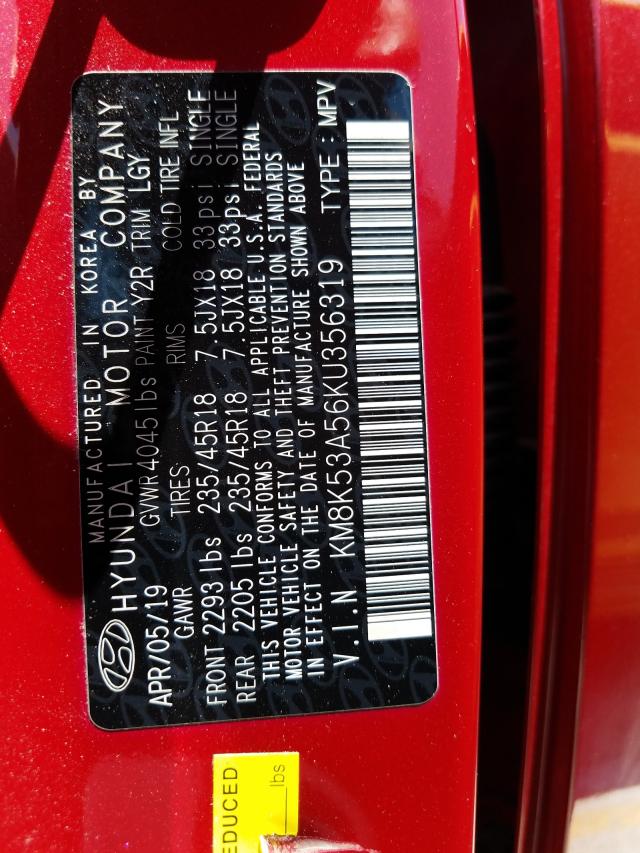 MANUFACTURED IN KOREA BY
HYUNDAI MOTOR COMPANY
APR/05/19 GVWR 4045lbs PAINT Y2R TRIM LGY
GAWR TIRES RMS COLD TIRE INFL
FRONT 2293 lbs 235/45R18 7.5JX18 33psi SINGLE
REAR 2205 lbs 235/45R18 7.5JX18 33psi SINGLE
THIS VEHICLE CONFORMS TO ALL APPLICABLE U.S.A. FEDERAL
MOTOR VEHICLE SAFETY AND THEFT PREVENTION STANDARDS
IN EFFECT ON THE DATE OF MANUFACTURE SHOWN ABOVE
V.I.N KM8K53A56KU356319 TYPE : MPV
EDUCED
lbs